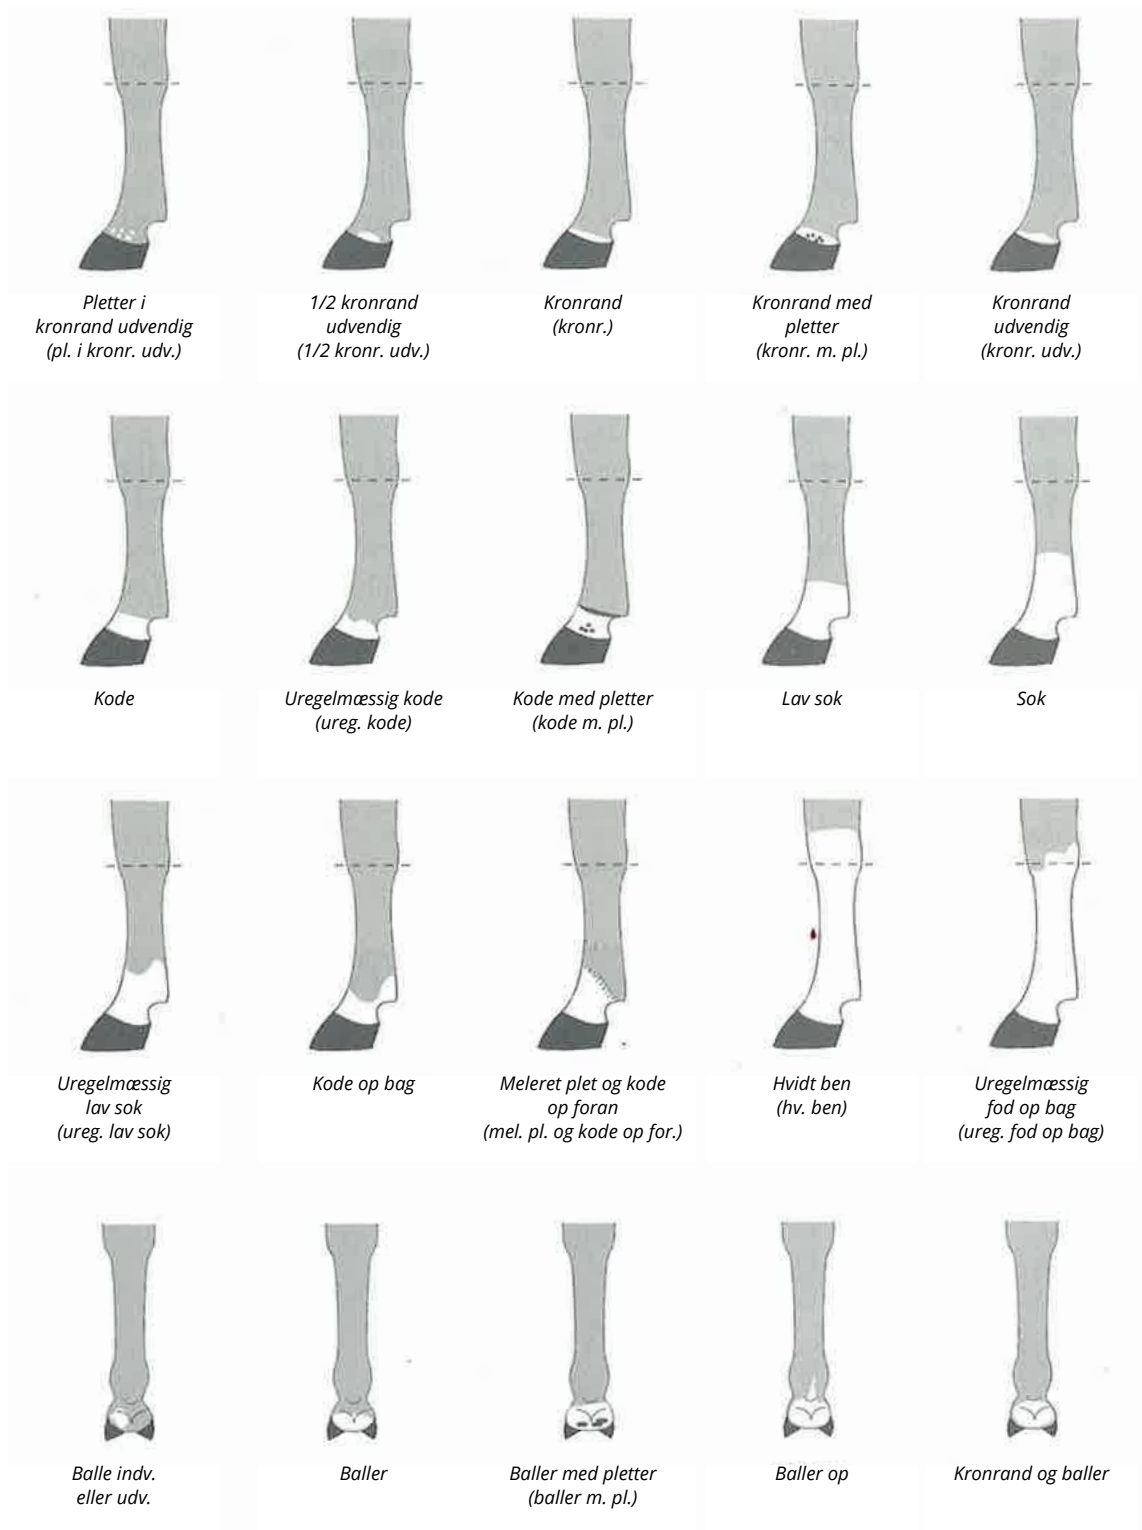 Pletter i
kronrand udvendig
(pl. i kronr. udv.)
1/2 kronrand
udvendig
(1/2 kronr. udv.)
Kronrand
(kronr.)
Kronrand med
pletter
(kronr. m. pl.)
Kronrand
udvendig
(kronr. udv.)
Kode
Uregelmæssig kode
(ureg. kode)
Kode med pletter
(kode m. pl.)
Lav sok
Sok
Uregelmæssig
lav sok
(ureg. lav sok)
Kode op bag
Meleret plet og kode
op foran
(mel. pl. og kode op for.)
Hvidt ben
(hv. ben)
Uregelmæssig
fod op bag
(ureg. fod op bag)
Balle indv.
eller udv.
Baller
Baller med pletter
(baller m. pl.)
Baller op
Kronrand og baller